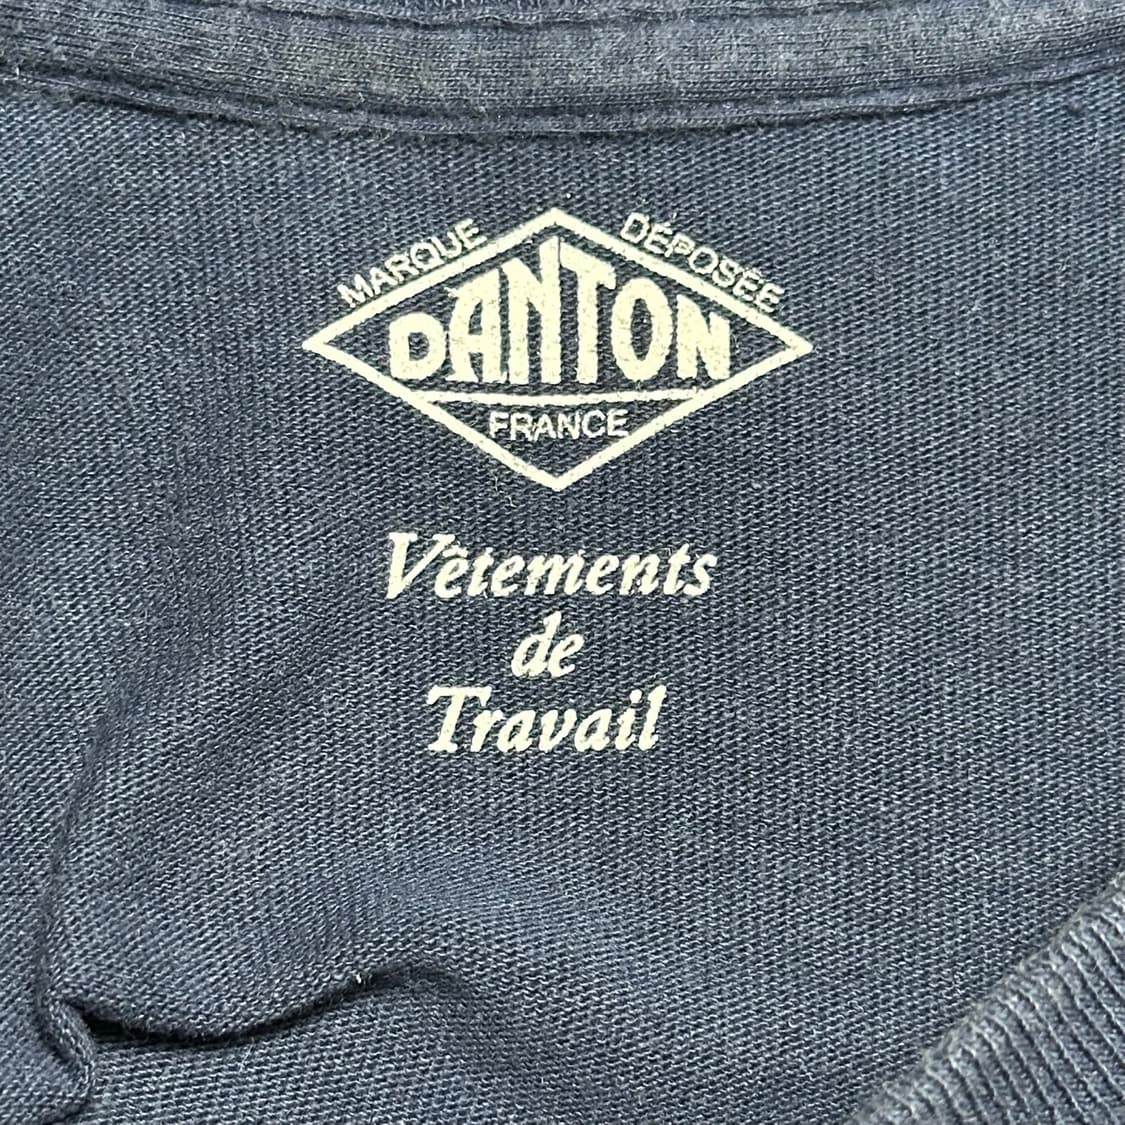 MARQUE DÉPOSÉE
DANTON
FRANCE
Vêtements
de
Travail